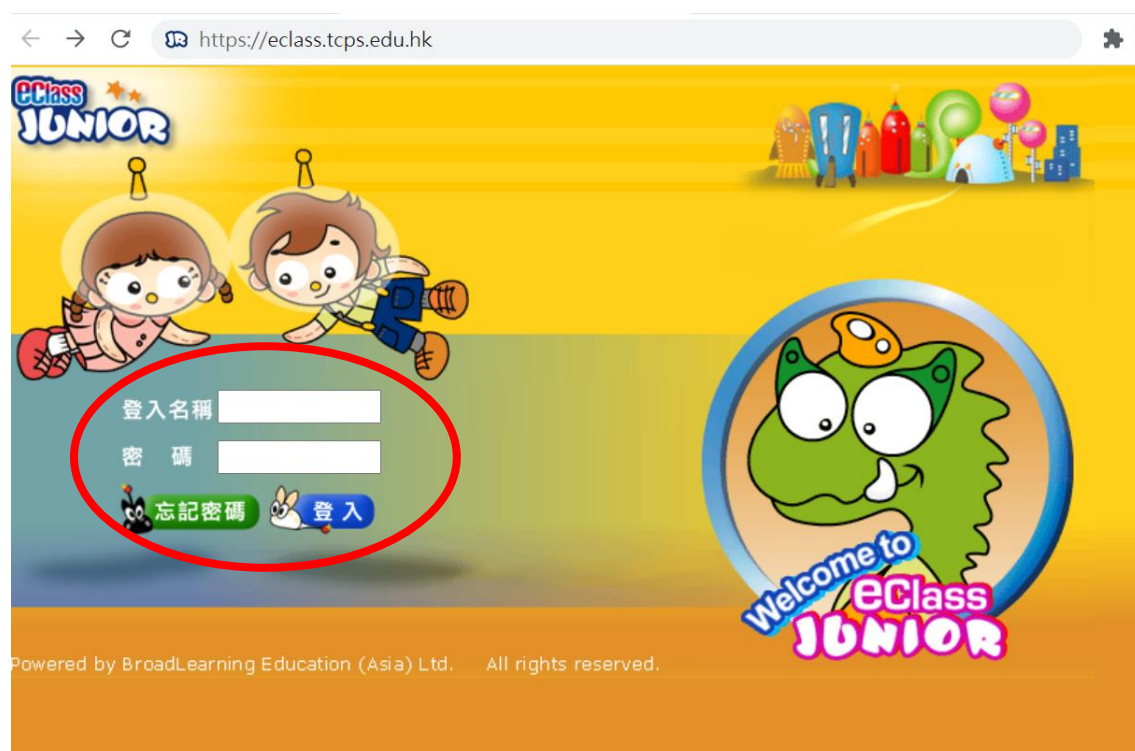 https://eclass.tcps.edu.hk
eClass
JUNIOR
登入名稱
密 碼
忘記密碼
登入
Welcome to
eClass
JUNIOR
Powered by BroadLearning Education (Asia) Ltd. All rights reserved.